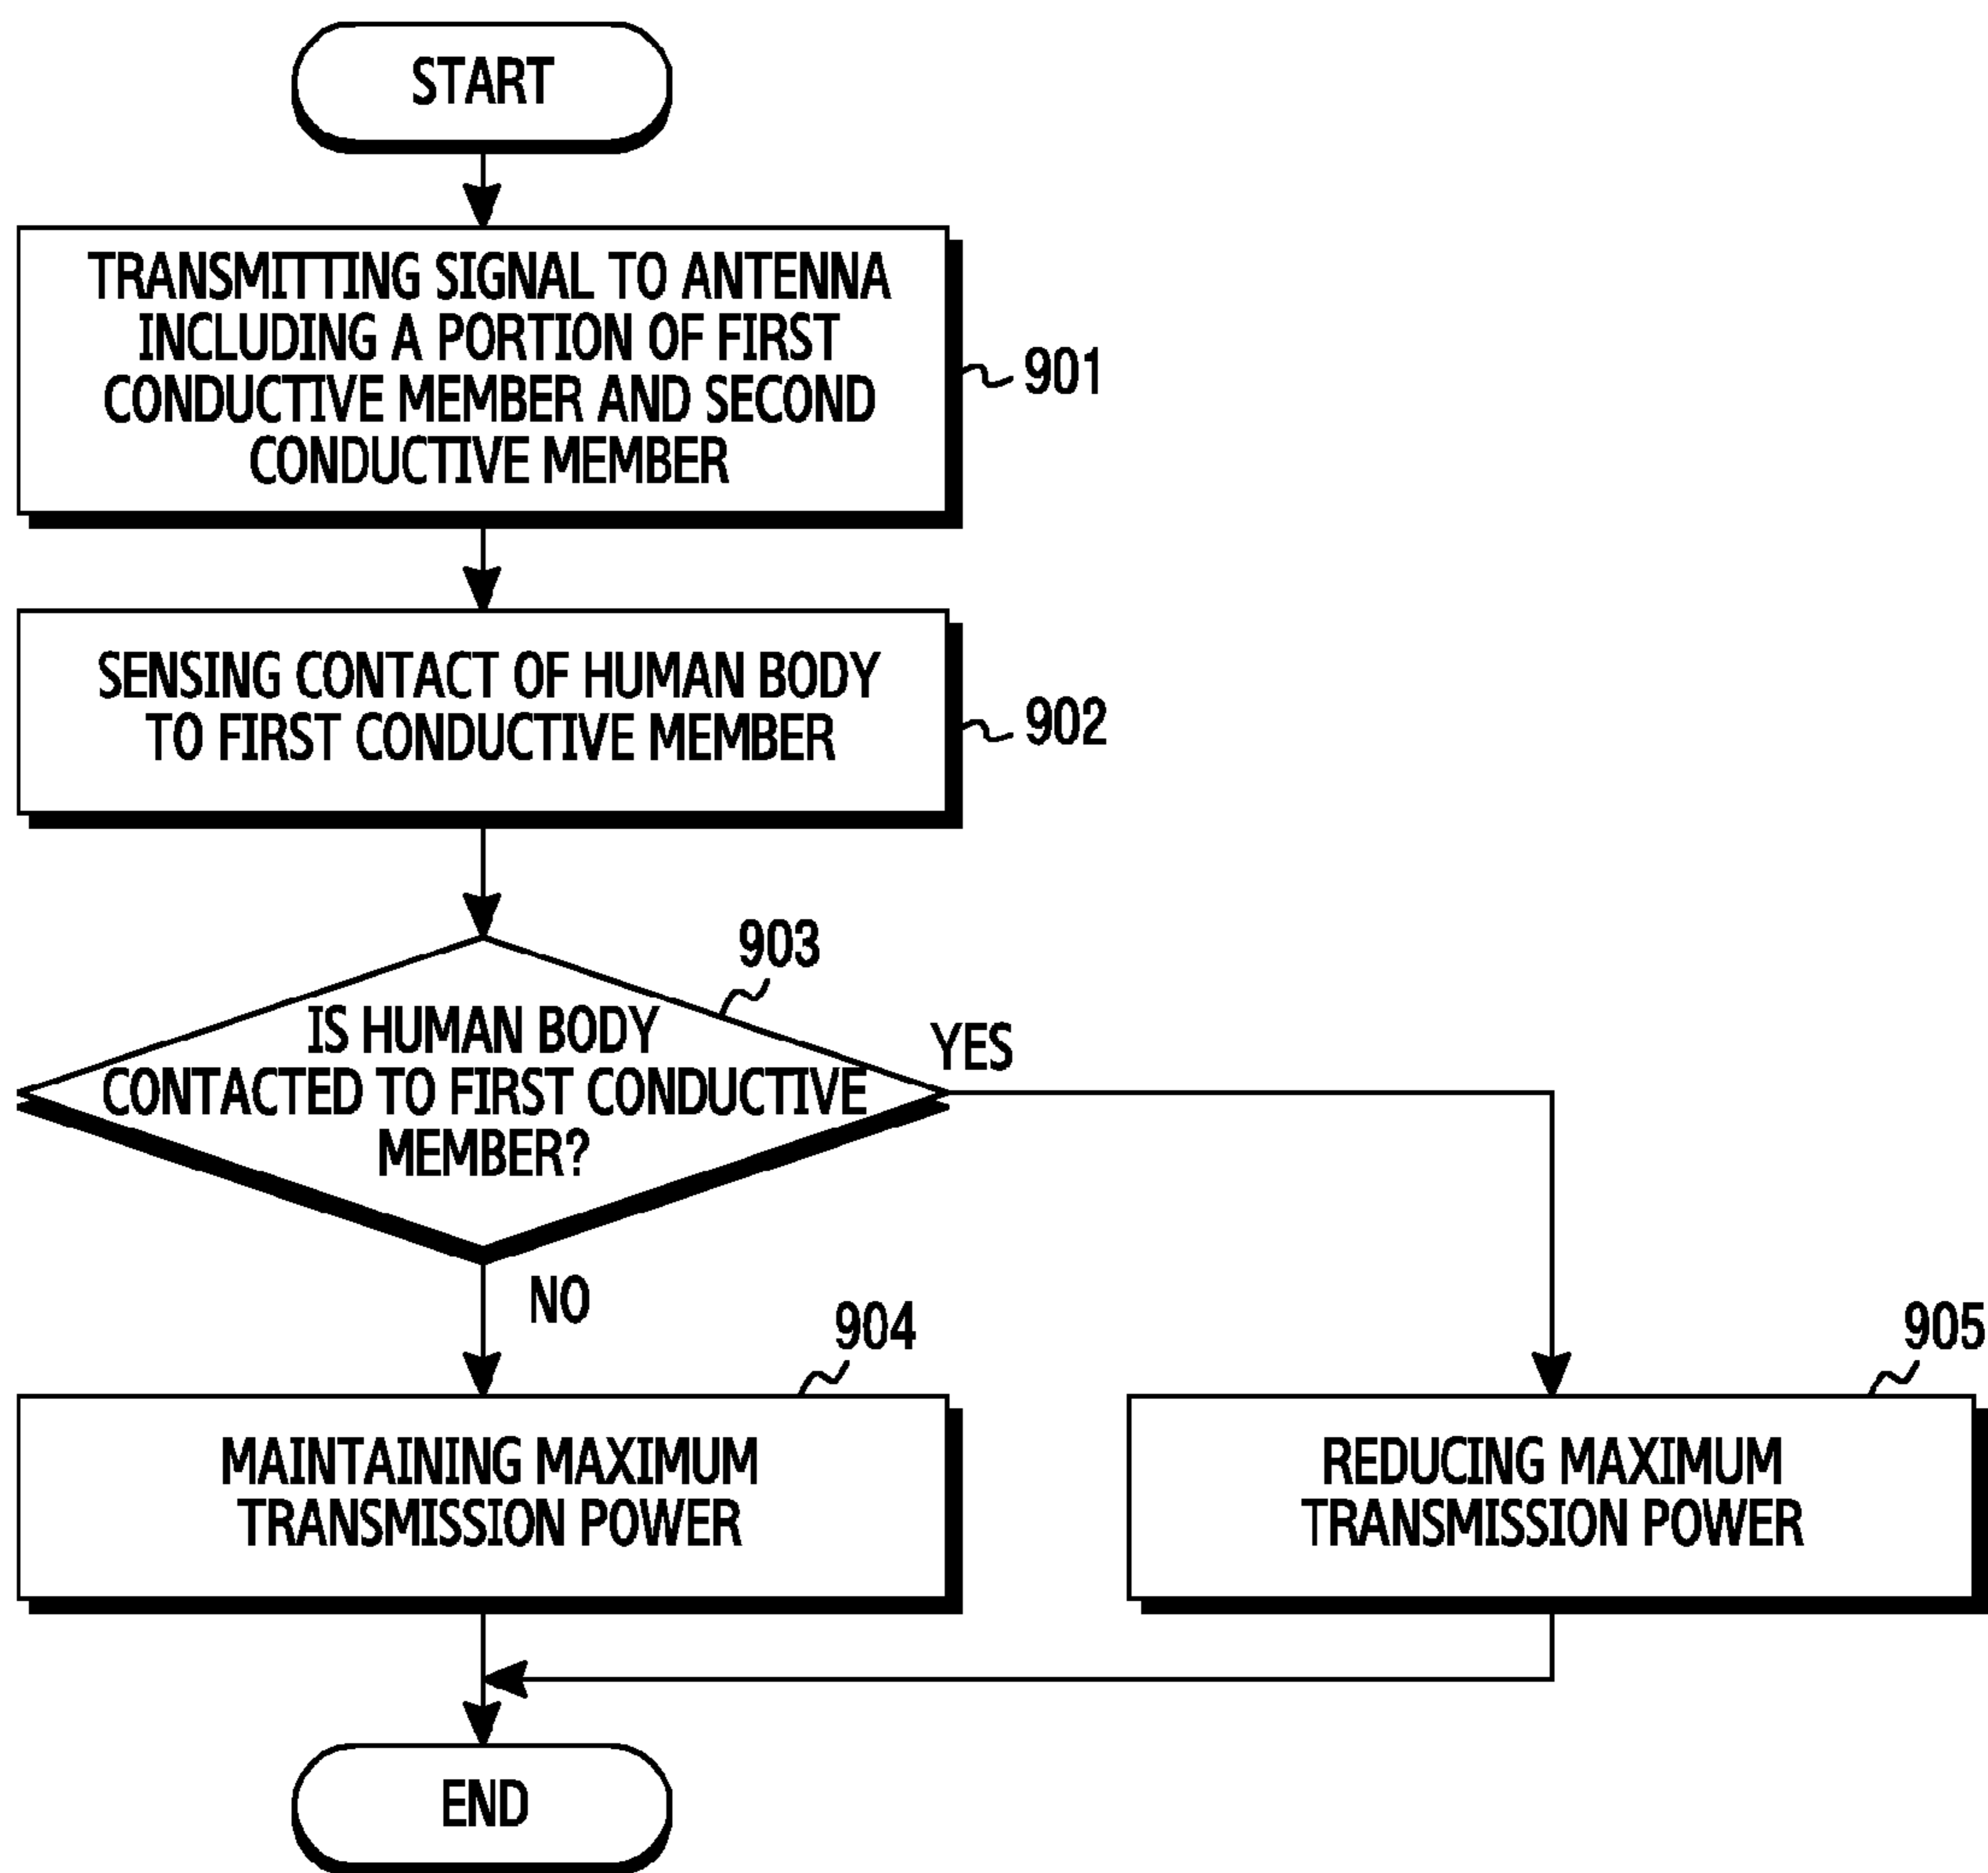 START
TRANSMITTING SIGNAL TO ANTENNA
INCLUDING A PORTION OF FIRST
CONDUCTIVE MEMBER AND SECOND
CONDUCTIVE MEMBER
901
SENSING CONTACT OF HUMAN BODY
TO FIRST CONDUCTIVE MEMBER
902
903
IS HUMAN BODY
CONTACTED TO FIRST CONDUCTIVE
MEMBER?
YES
NO
904
MAINTAINING MAXIMUM
TRANSMISSION POWER
905
REDUCING MAXIMUM
TRANSMISSION POWER
END